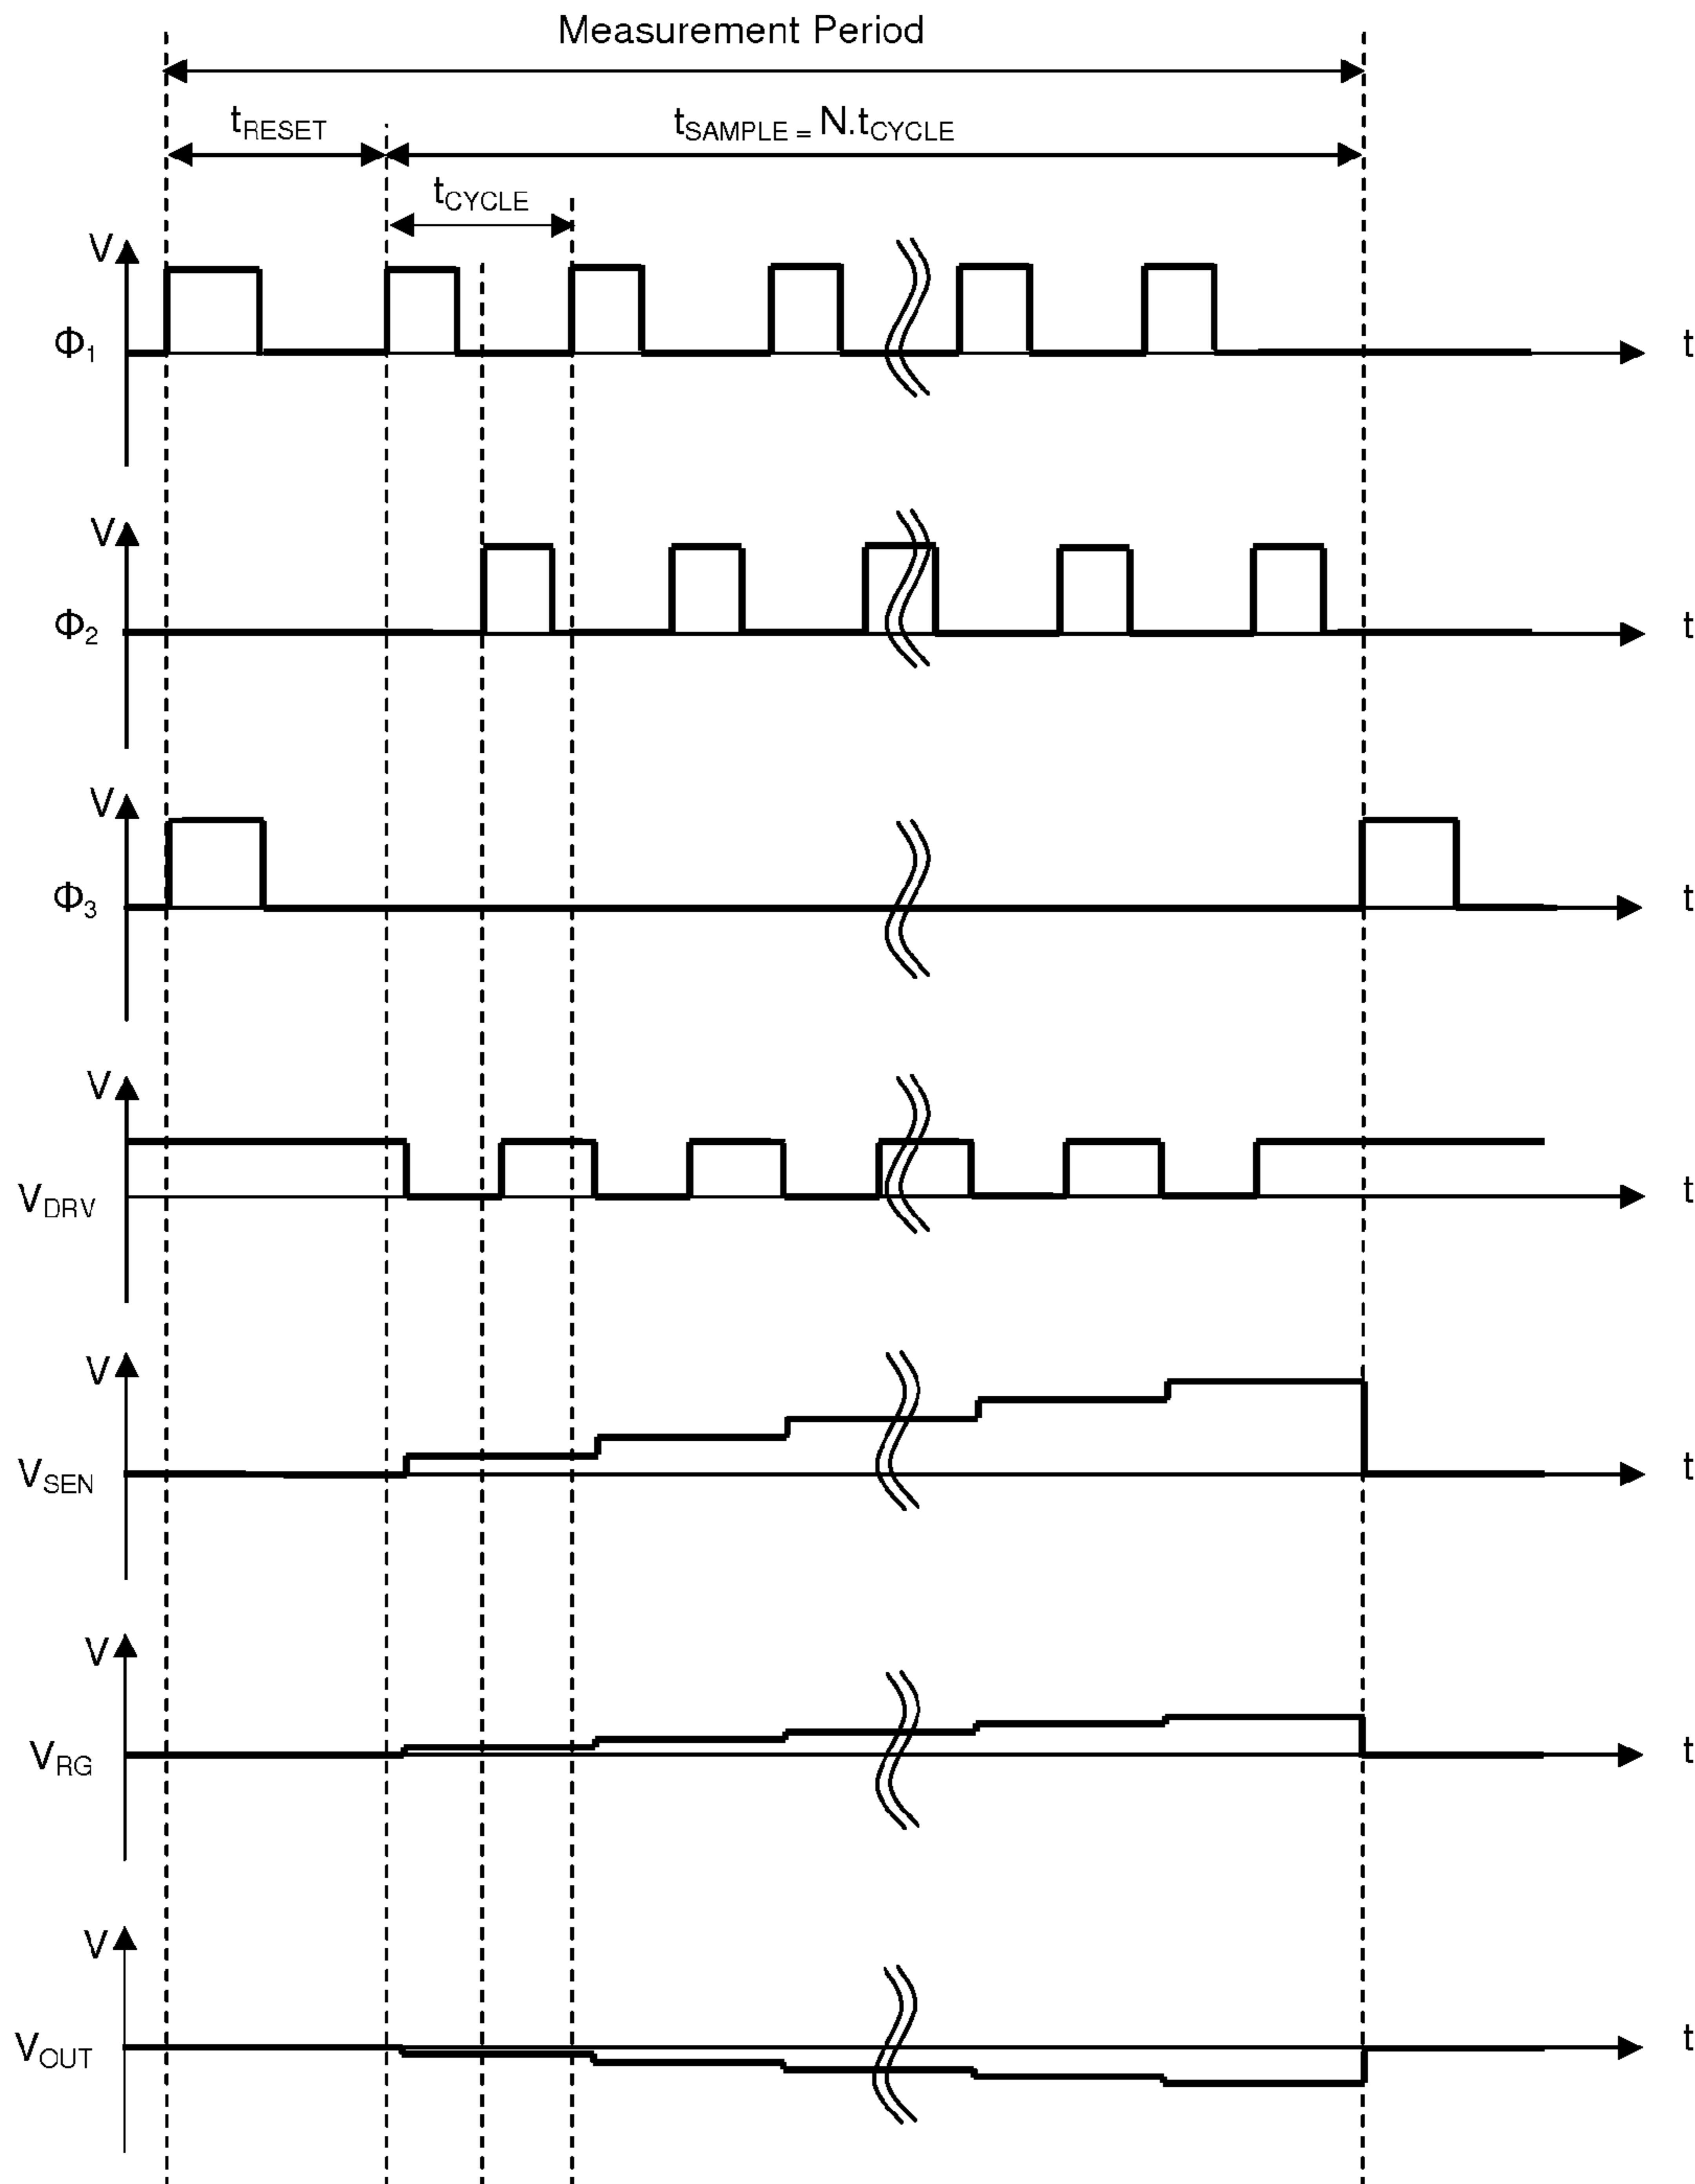 Measurement Period
tRESET
tSAMPLE = N.tCYCLE
tCYCLE
V
Φ1
t
V
Φ2
t
V
Φ3
t
V
VDRV
t
V
VSEN
t
V
VRG
t
V
VOUT
t